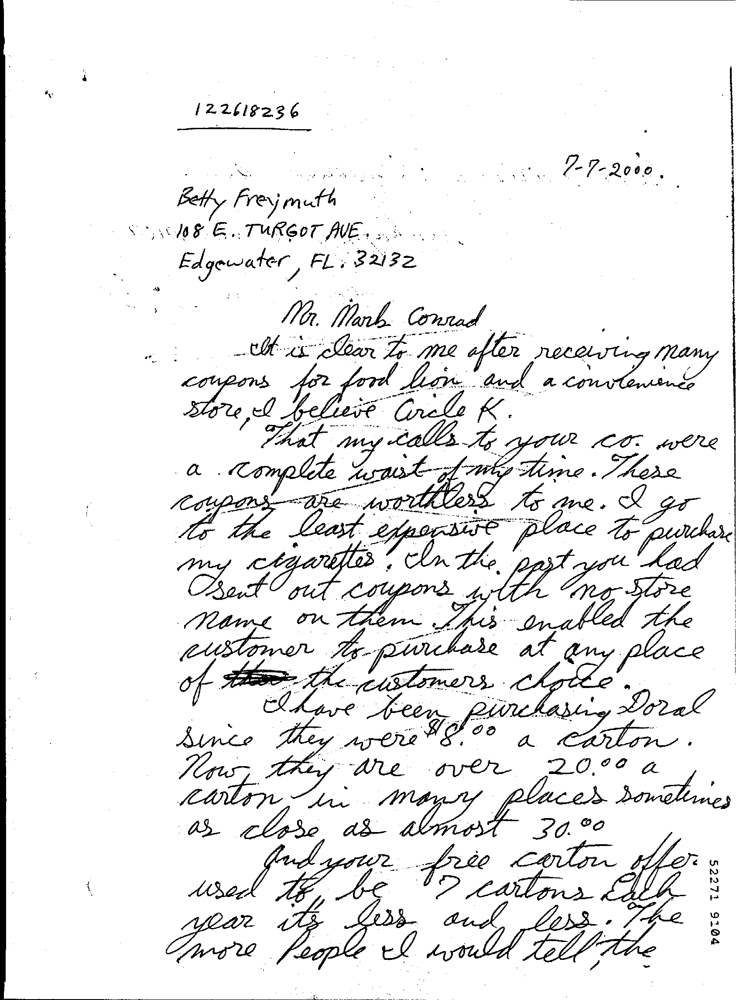 122618236
7-7-2000.
Betty Freymuth
108 E. TURGOT AVE.
Edgewater, FL. 32132
Mr. Mark Conrad
It is clear to me after receiving many
coupons for food lion and a convienience
store, I believe Circle K.
That my calls to your co. were
a complete waist of my time. These
coupons are worthless to me. I go
to the least expensive place to purchase
my cigarettes. In the past you had
sent out coupons with no store
name on them. This enabled the
customer to purchase at any place
of the customers choice.
I have been purchasing Doral
since they were $8.00 a carton.
Now, they are over 20.00 a
carton in many places sometimes
as close as almost 30.00
And your free carton offer
used to be 7 cartons Each
year its less and less. The
more People I would tell, the
52271 9104